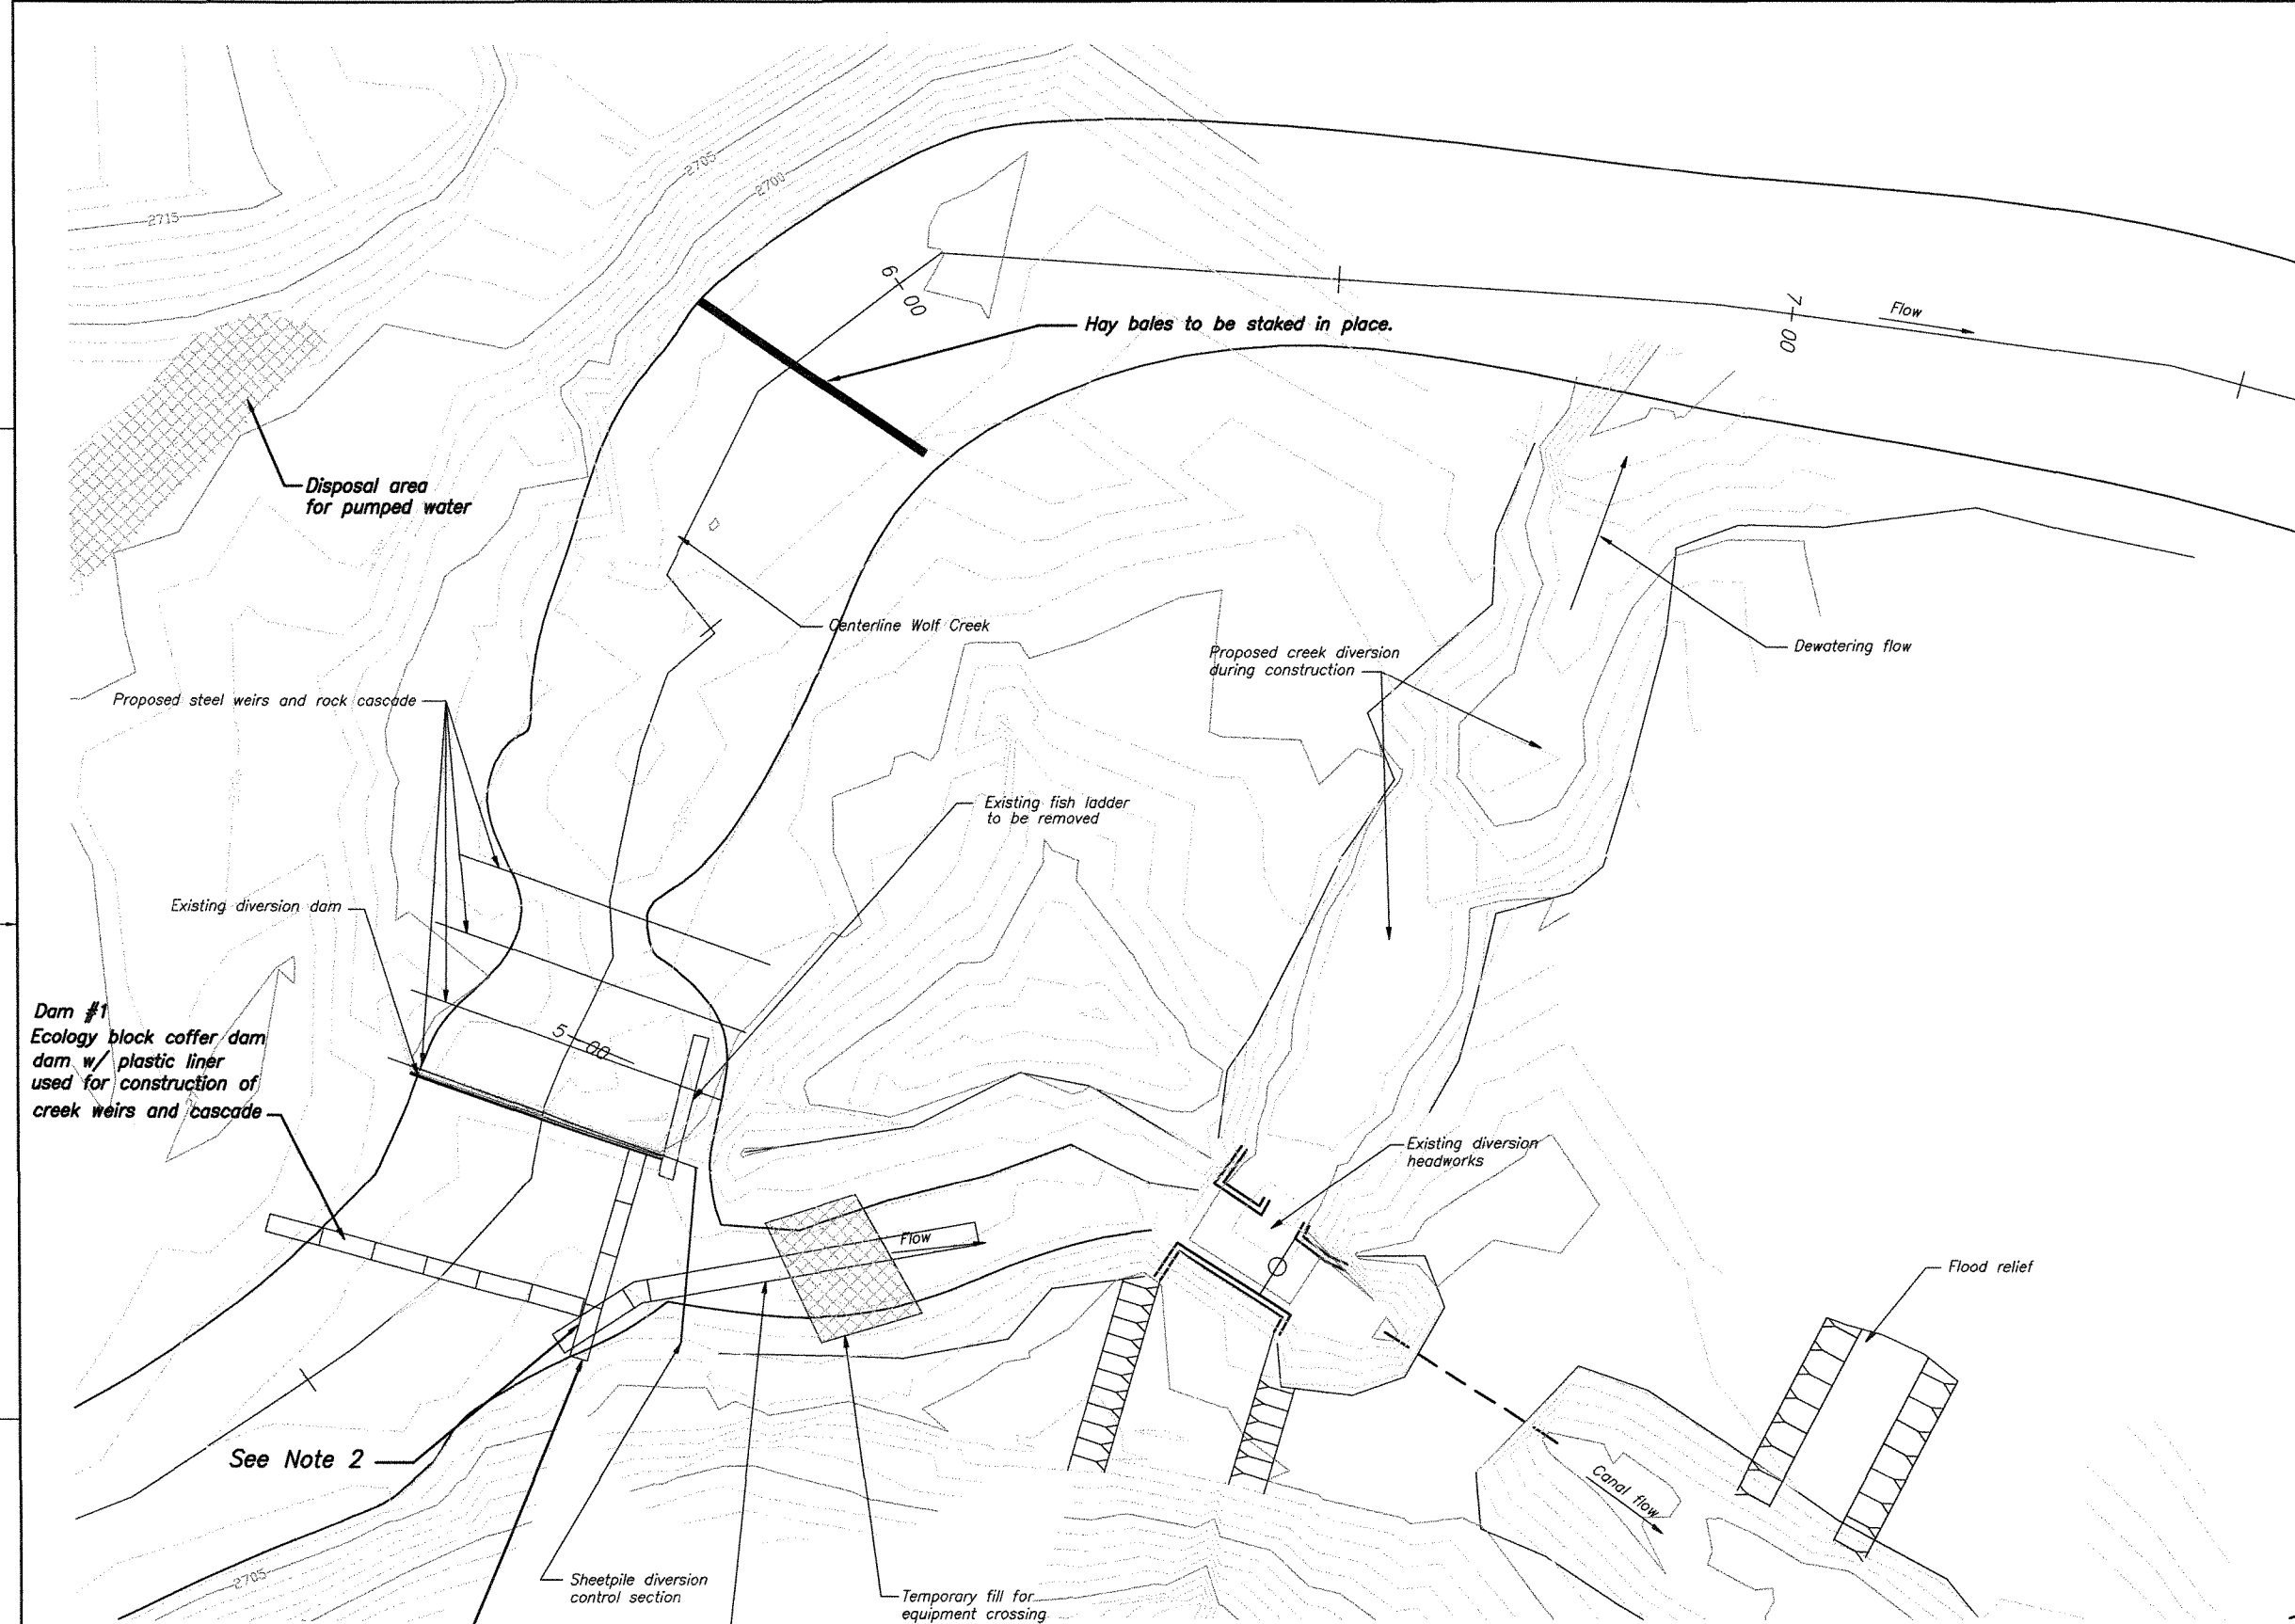 2705
2700
2715
6+00
7+00
Flow
Hay bales to be staked in place.
Disposal area
for pumped water
Centerline Wolf Creek
Proposed creek diversion
during construction
Dewatering flow
Proposed steel weirs and rock cascade
Existing fish ladder
to be removed
Existing diversion dam
Dam #1
Ecology block coffer dam
dam w/ plastic liner
used for construction of
creek weirs and cascade
5+00
Existing diversion
headworks
Flow
Flood relief
See Note 2
Canal flow
2705
Sheetpile diversion
control section
Temporary fill for
equipment crossing